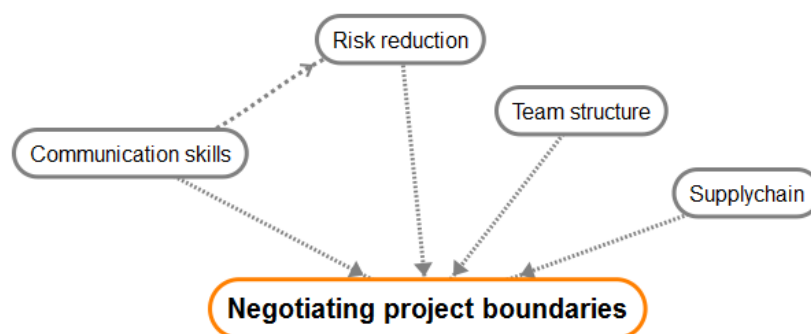 Risk reduction
Team structure
Communication skills
Supplychain
Negotiating project boundaries